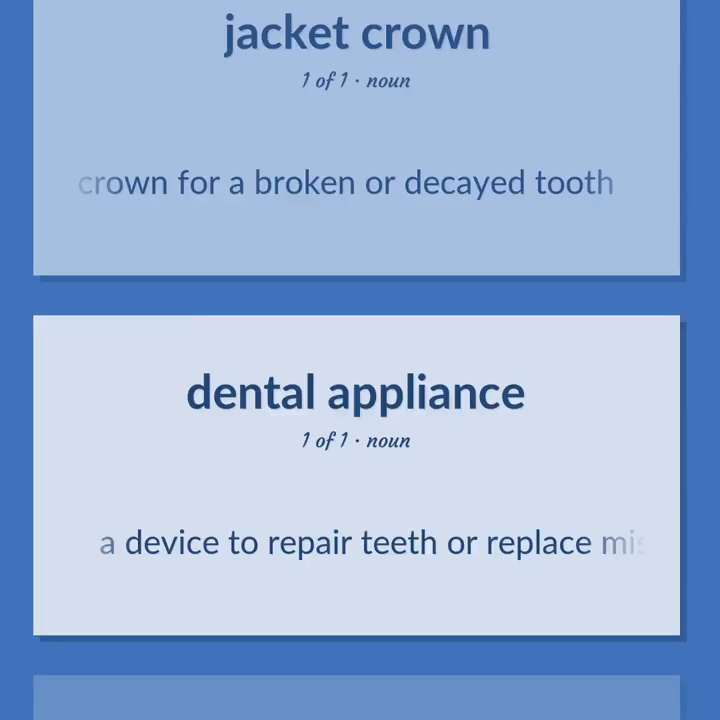 jacket crown
1 of 1 · noun
crown for a broken or decayed tooth
dental appliance
1 of 1 · noun
a device to repair teeth or replace